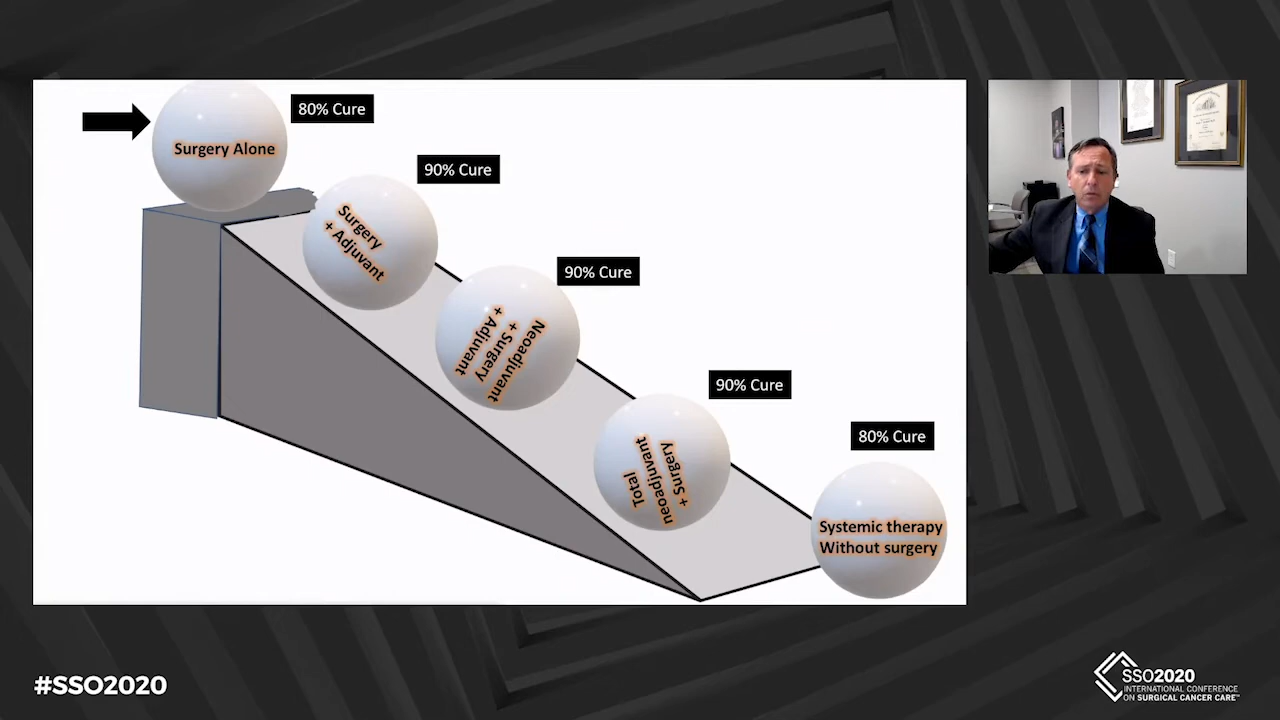 80% Cure
Surgery Alone
90% Cure
Surgery
+ Adjuvant
90% Cure
Neoadjuvant
+ Surgery
+ Adjuvant
90% Cure
Total
neoadjuvant
+ Surgery
80% Cure
Systemic therapy
Without surgery
#SSO2020
SSO2020
INTERNATIONAL CONFERENCE
ON SURGICAL CANCER CARE™